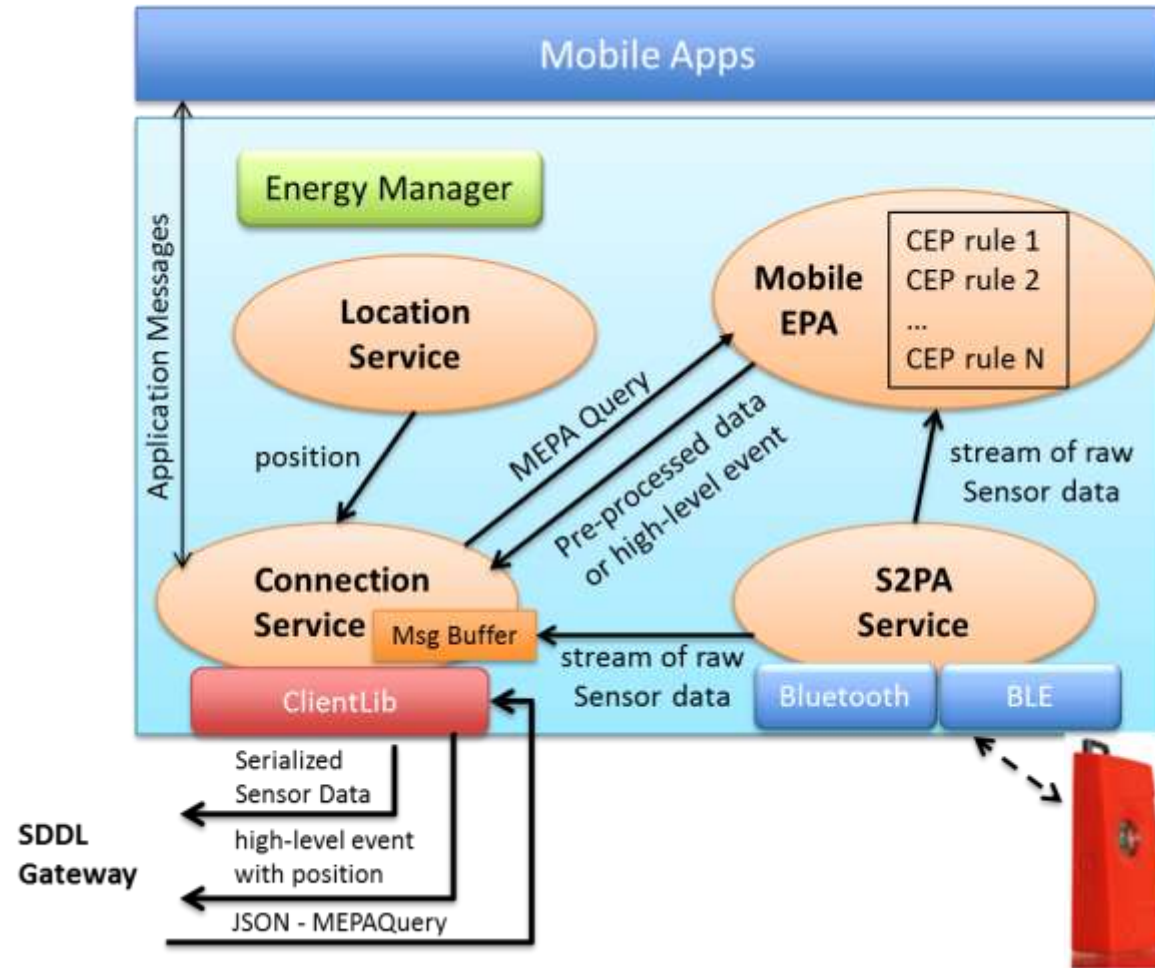 Mobile Apps
Application Messages
Energy Manager
Location
Service
Mobile
EPA
CEP rule 1
CEP rule 2
...
CEP rule N
position
MEPA Query
Pre-processed data
or high-level event
stream of raw
Sensor data
Connection
Service
Msg Buffer
S2PA
Service
stream of raw
Sensor data
ClientLib
Bluetooth
BLE
Serialized
Sensor Data
SDDL
Gateway
high-level event
with position
JSON - MEPAQuery